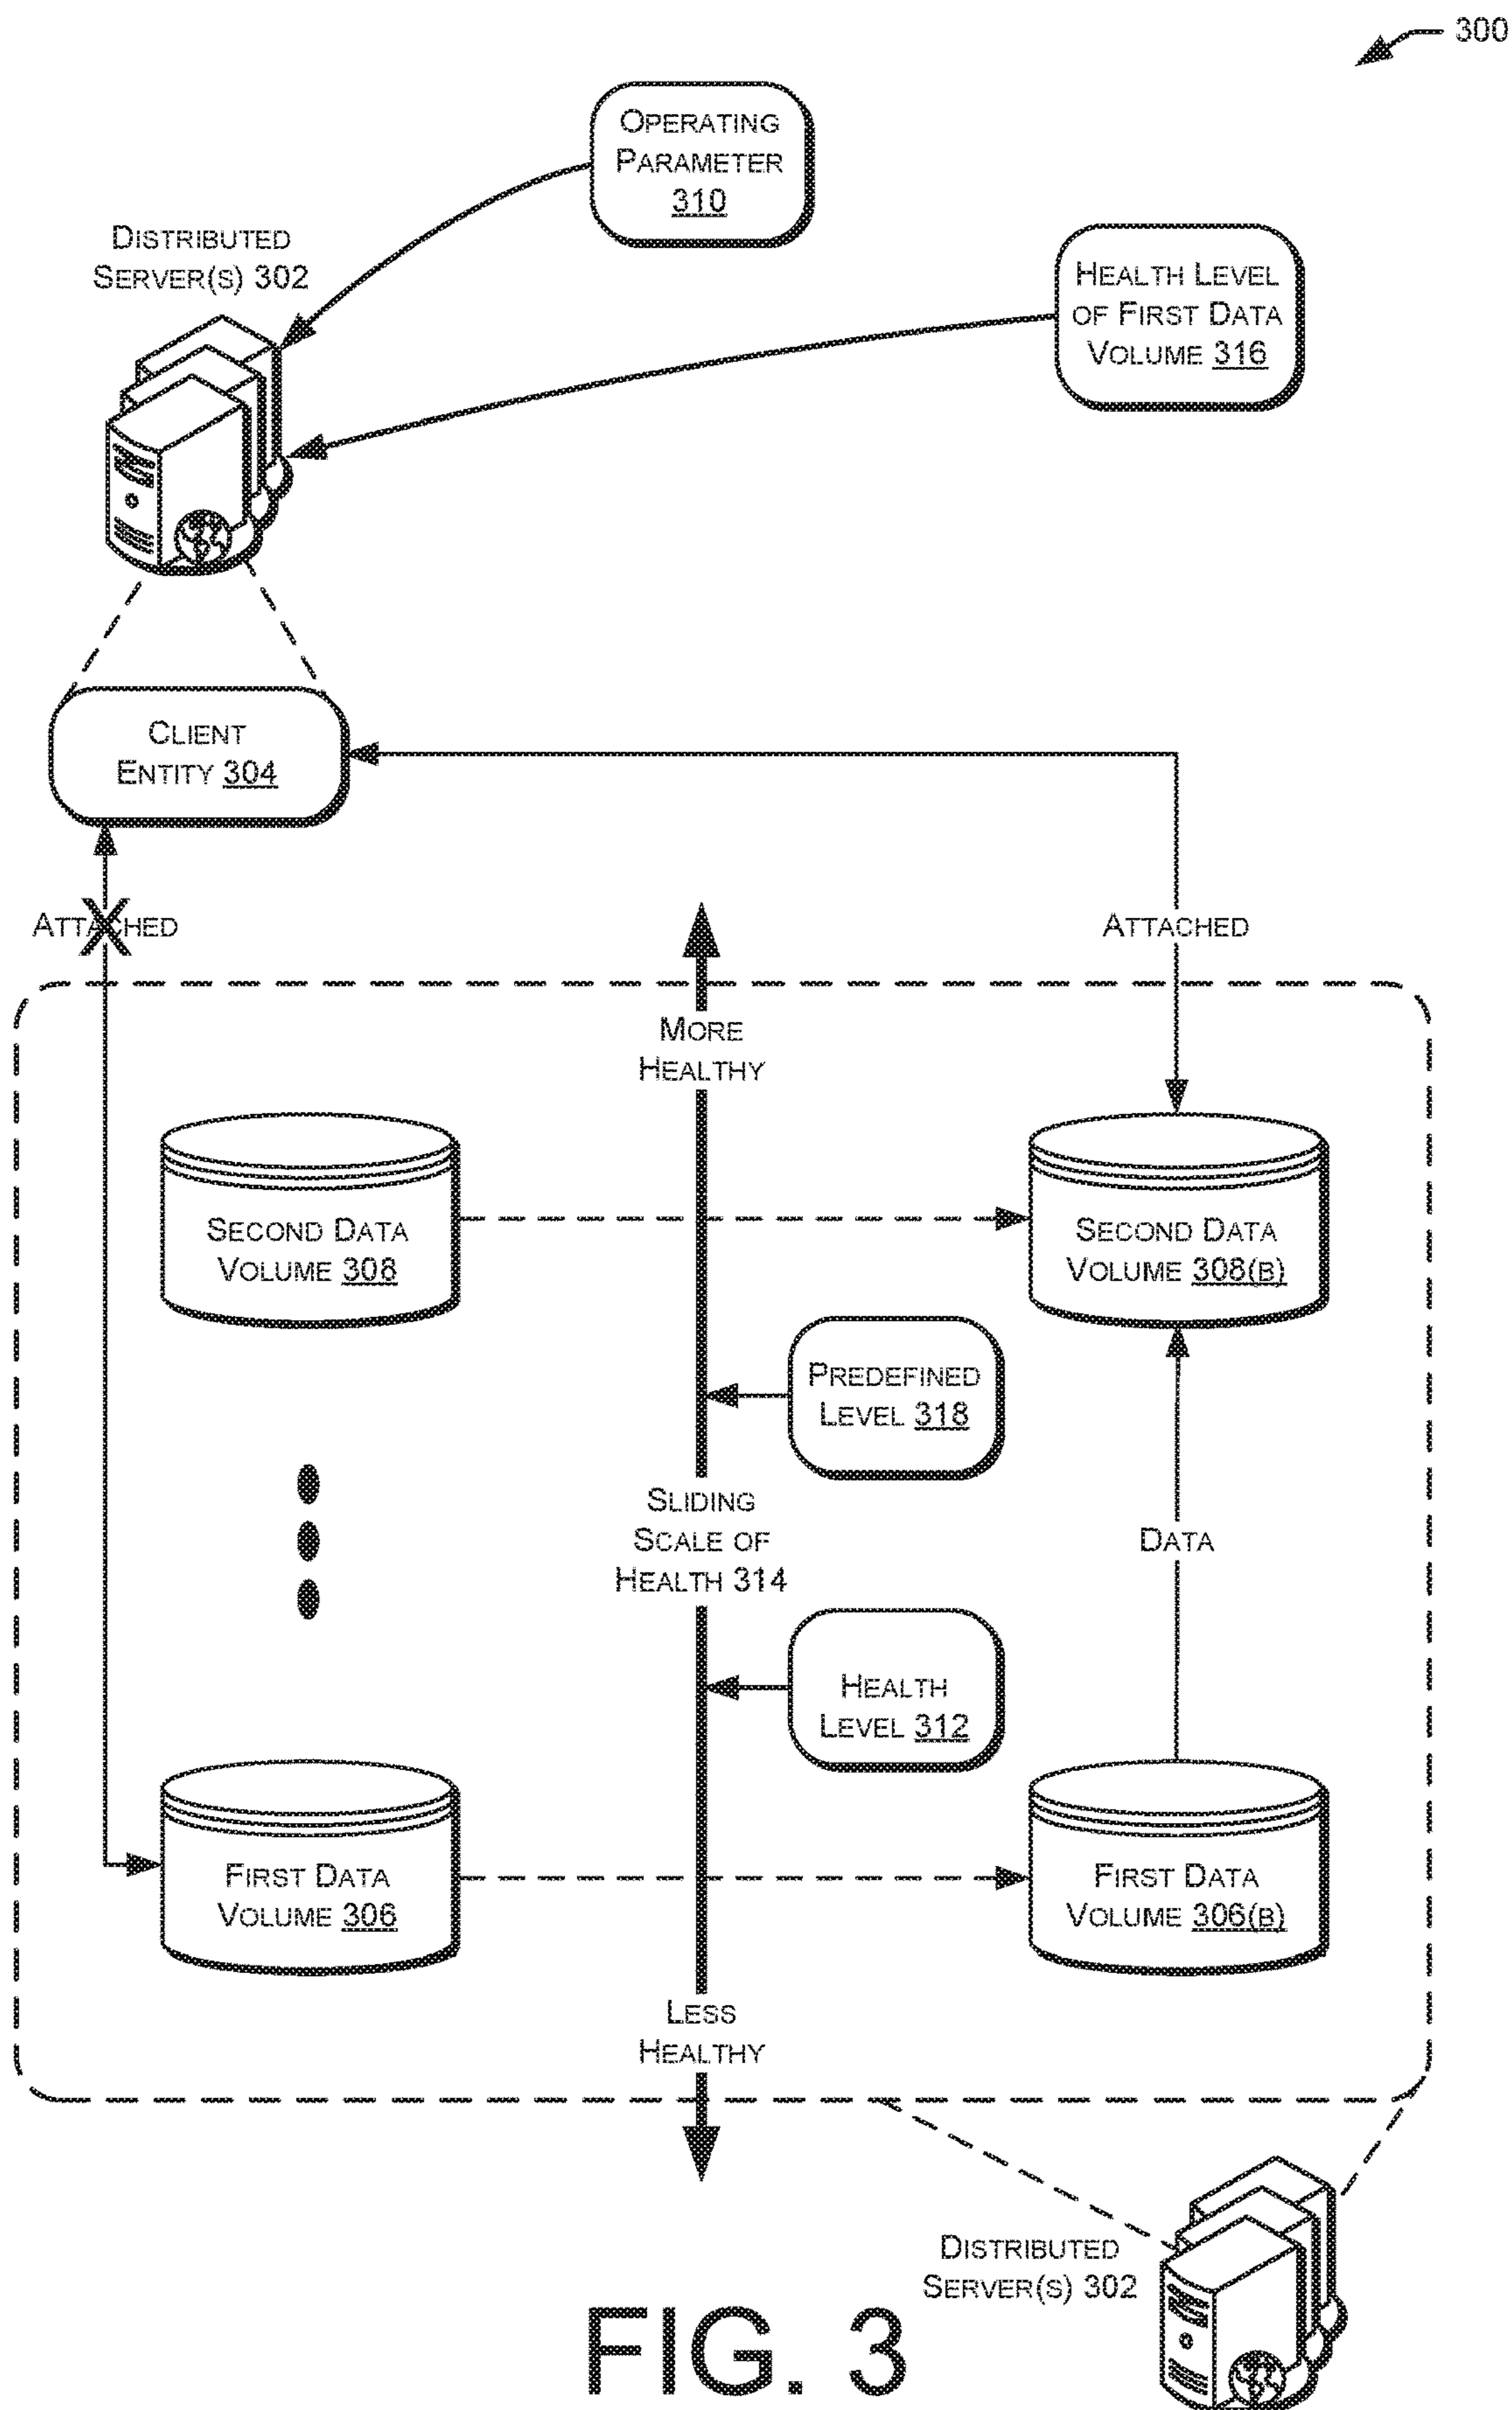 300
OPERATING
PARAMETER
310
DISTRIBUTED
SERVER(S) 302
HEALTH LEVEL
OF FIRST DATA
VOLUME 316
CLIENT
ENTITY 304
ATTACHED
ATTACHED
MORE
HEALTHY
SECOND DATA
VOLUME 308
SECOND DATA
VOLUME 308(B)
PREDEFINED
LEVEL 318
SLIDING
SCALE OF
HEALTH 314
DATA
HEALTH
LEVEL 312
FIRST DATA
VOLUME 306
FIRST DATA
VOLUME 306(B)
LESS
HEALTHY
DISTRIBUTED
SERVER(S) 302
FIG. 3